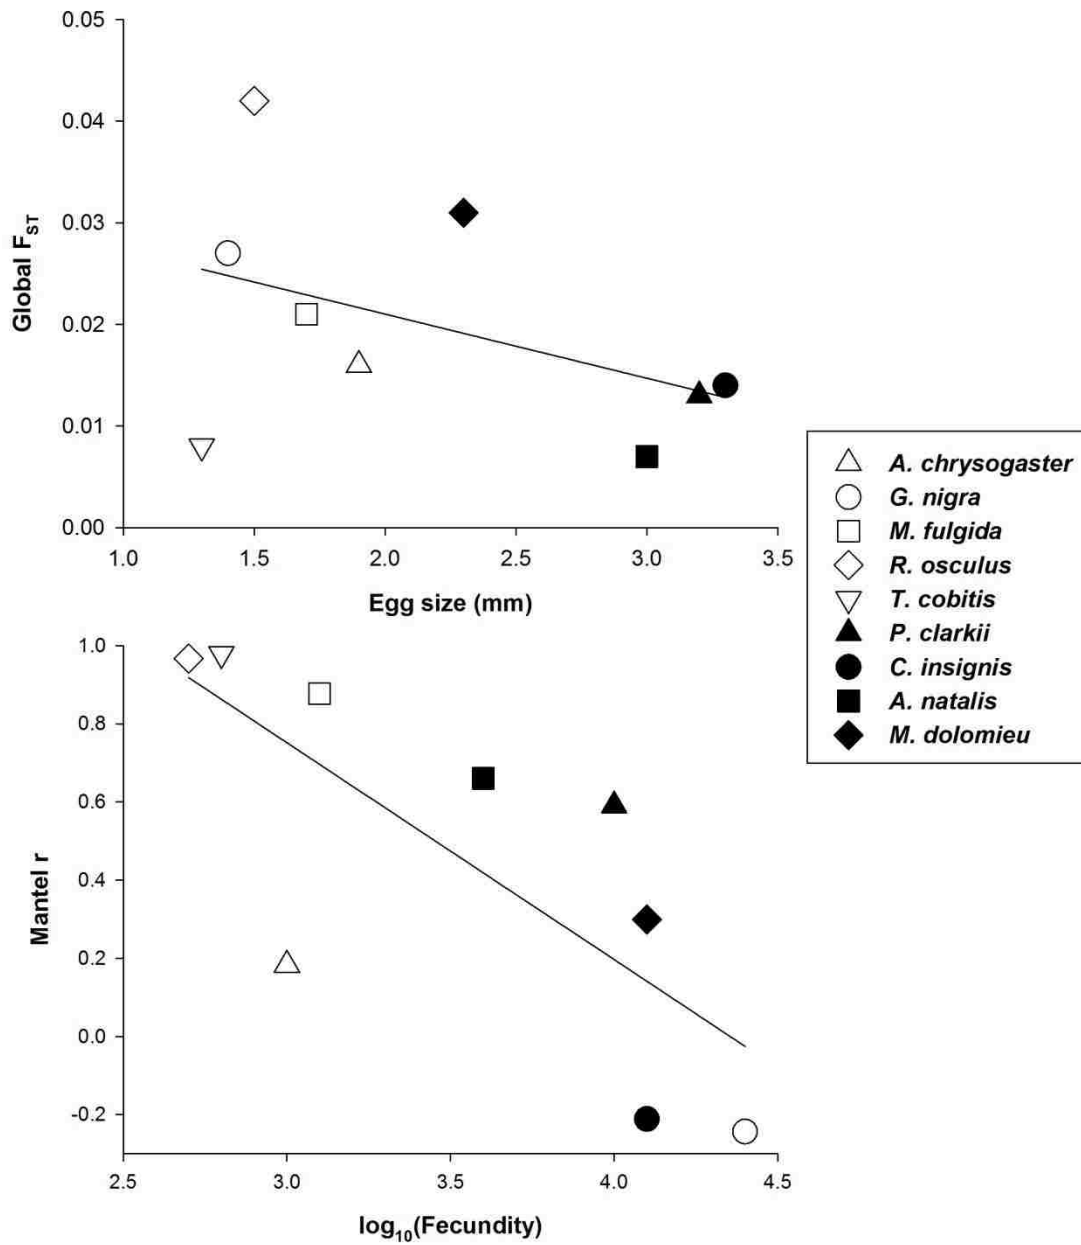 0.05
0.04
0.03
0.02
0.01
0.00
Global F_ST
1.0 1.5 2.0 2.5 3.0 3.5
Egg size (mm)
A. chrysogaster
G. nigra
M. fulgida
R. osculus
T. cobitis
P. clarkii
C. insignis
A. natalis
M. dolomieu
1.0
0.8
0.6
0.4
0.2
0.0
-0.2
Mantel r
2.5 3.0 3.5 4.0 4.5
log10(Fecundity)